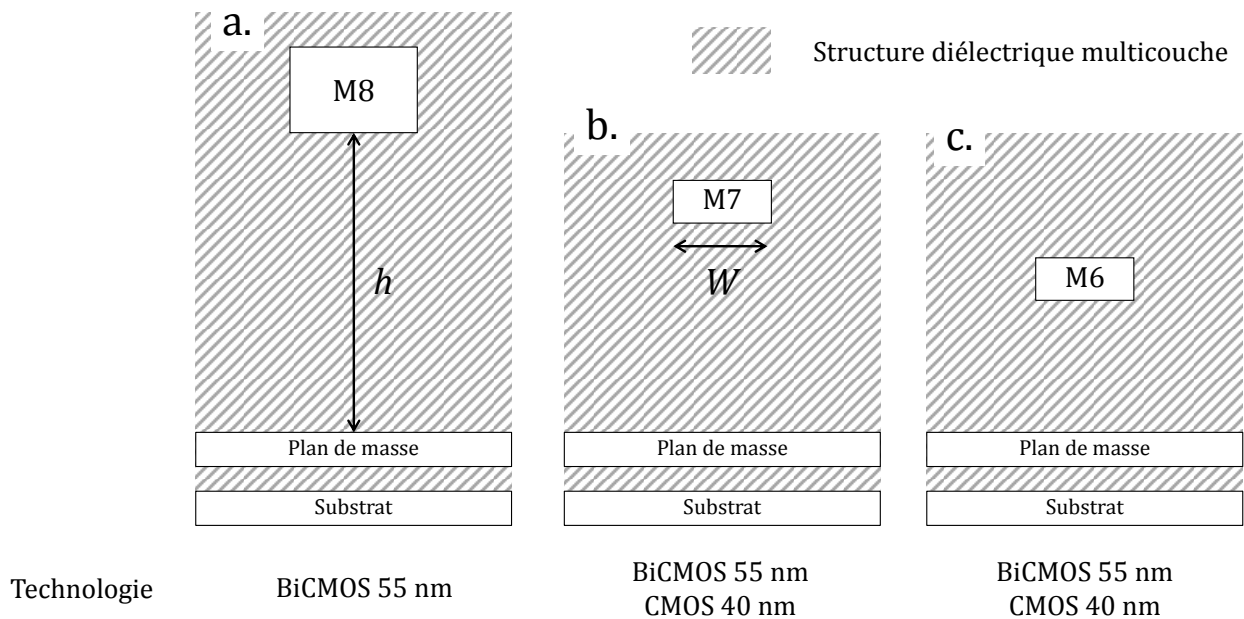 a.
M8
h
Plan de masse
Substrat
Structure diélectrique multicouche
b.
M7
W
Plan de masse
Substrat
c.
M6
Plan de masse
Substrat
Technologie
BiCMOS 55 nm
BiCMOS 55 nm
CMOS 40 nm
BiCMOS 55 nm
CMOS 40 nm